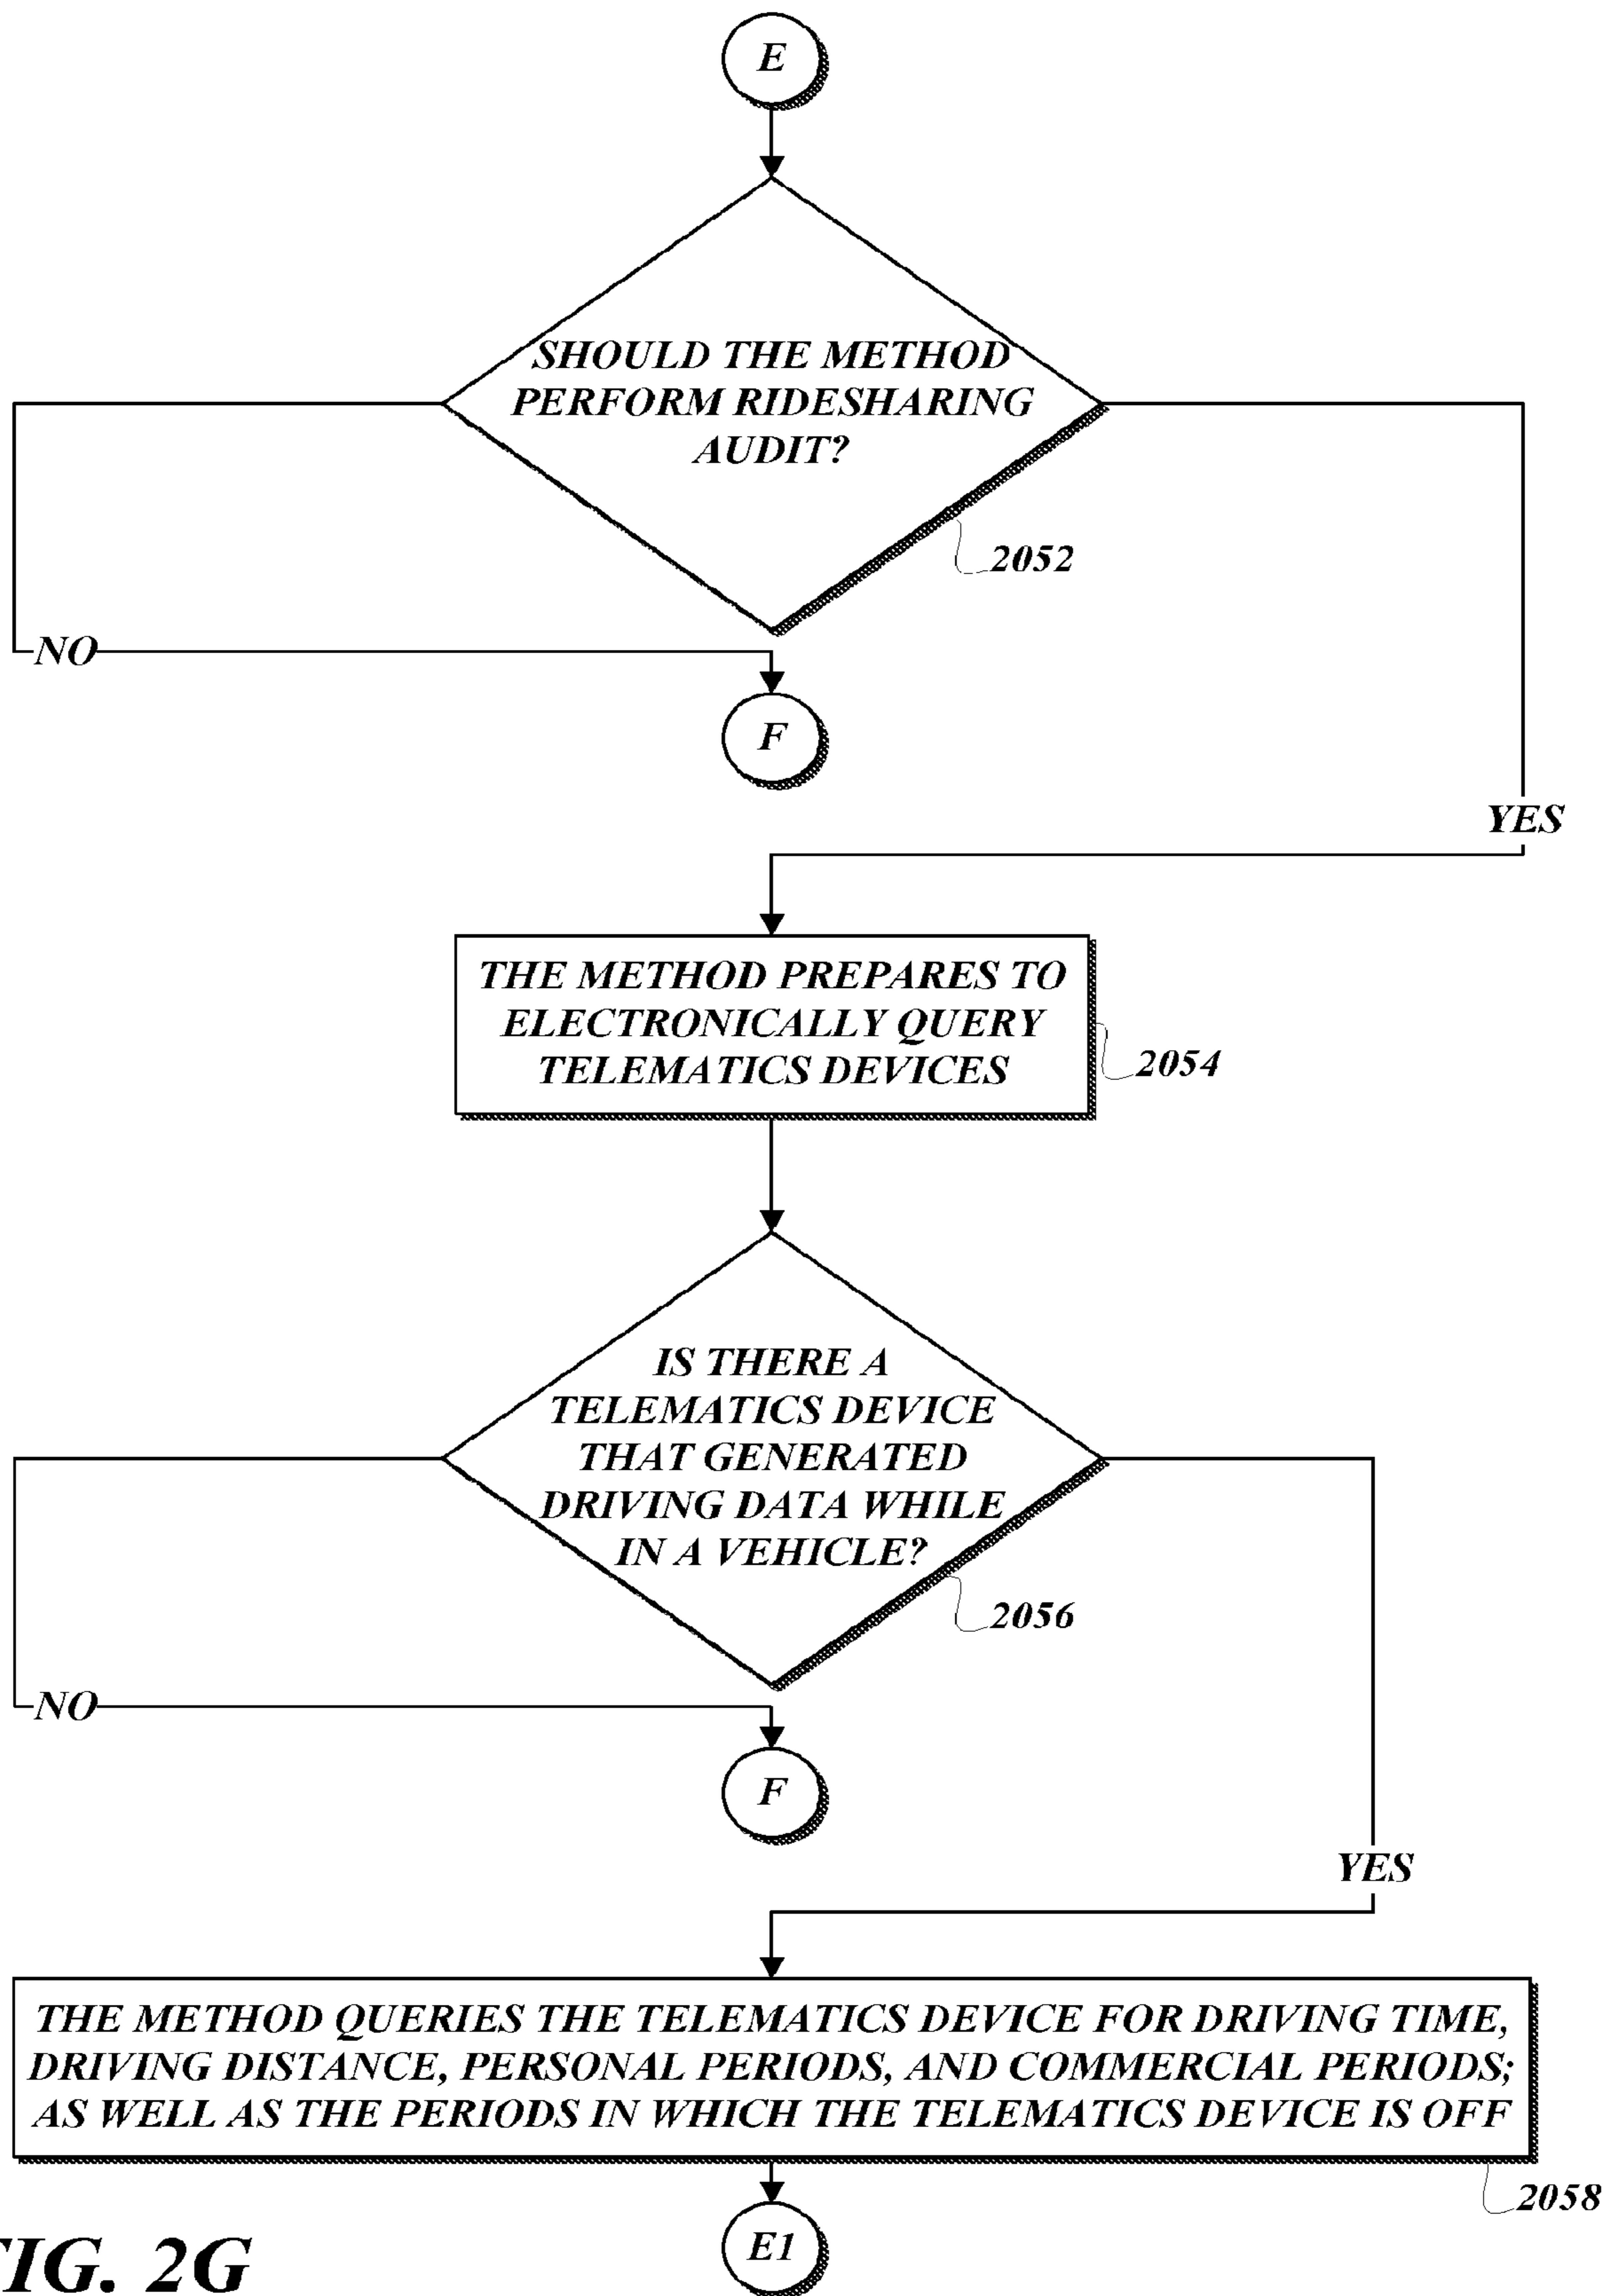 E
SHOULD THE METHOD
PERFORM RIDESHARING
AUDIT?
2052
NO
F
YES
THE METHOD PREPARES TO
ELECTRONICALLY QUERY
TELEMATICS DEVICES
2054
IS THERE A
TELEMATICS DEVICE
THAT GENERATED
DRIVING DATA WHILE
IN A VEHICLE?
2056
NO
F
YES
THE METHOD QUERIES THE TELEMATICS DEVICE FOR DRIVING TIME,
DRIVING DISTANCE, PERSONAL PERIODS, AND COMMERCIAL PERIODS;
AS WELL AS THE PERIODS IN WHICH THE TELEMATICS DEVICE IS OFF
2058
E1
FIG. 2G